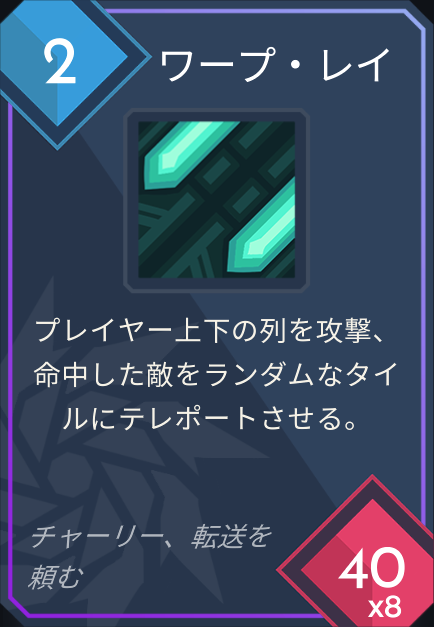 2
ワープ・レイ
プレイヤー上下の列を攻撃、
命中した敵をランダムなタイ
ルにテレポートさせる。
チャーリー、転送を
頼む
40
x8